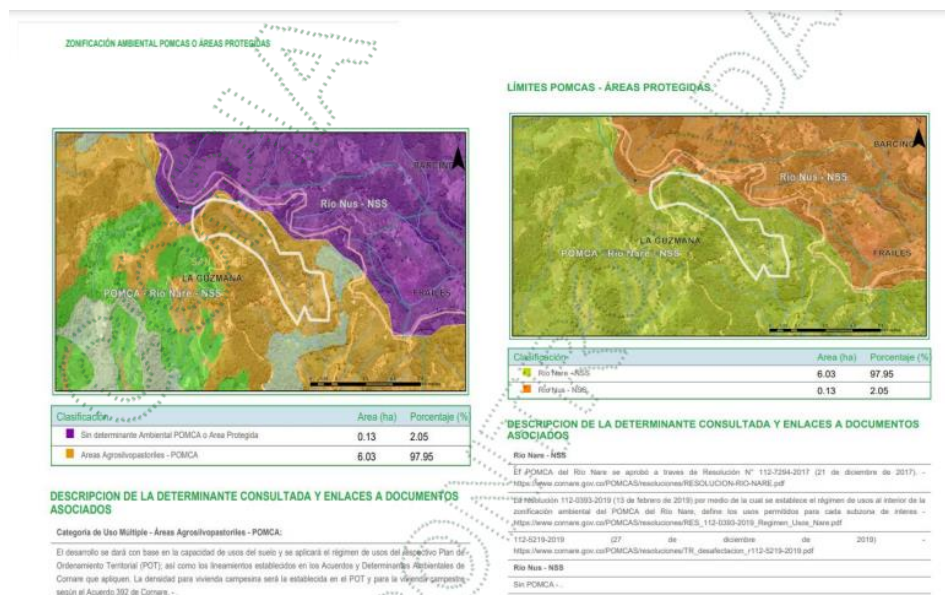 ZONIFICACIÓN AMBIENTAL POMCAS O ÁREAS PROTEGIDAS
BARCINO
Río Nus - NSS
LA GUZMANA
POMCA - Río Nare - NSS
FRAILES
Clasificación
Area (ha)
Porcentaje (%
Sin determinante Ambiental POMCA o Area Protegida
0.13
2.05
Areas Agrosilvopastoriles - POMCA
6.03
97.95
DESCRIPCION DE LA DETERMINANTE CONSULTADA Y ENLACES A DOCUMENTOS
ASOCIADOS
Categoria de Uso Múltiple - Áreas Agrosilvopastoriles - POMCA:
El desarrollo se dará con base en la capacidad de usos del suelo y se aplicará el régimen de usos del respectivo Plan de
Ordenamiento Territorial (POT); así como los lineamientos establecidos en los Acuerdos y Determinantes Ambientales de
Cornare que apliquen. La densidad para vivienda campesina será la establecida en el POT y para la vivienda campestre
según el Acuerdo 392 de Cornare. - .
LÍMITES POMCAS - ÁREAS PROTEGIDAS
N
BARCINO
Río Nus - NSS
LA GUZMANA
POMCA - Río Nare - NSS
FRAILES
Clasificación
Area (ha)
Porcentaje (%
Rio Nare - NSS
6.03
97.95
Rio Nus - NSS
0.13
2.05
DESCRIPCION DE LA DETERMINANTE CONSULTADA Y ENLACES A DOCUMENTOS
ASOCIADOS
Rio Nare - NSS
El POMCA del Rio Nare se aprobó a traves de Resolución N° 112-7294-2017 (21 de diciembre de 2017). -
https://www.cornare.gov.co/POMCAS/resoluciones/RESOLUCION-RIO-NARE.pdf
La resolución 112-0393-2019 (13 de febrero de 2019) por medio de la cual se establece el régimen de usos al interior de la
zonificación ambiental del POMCA del Río Nare, define los usos permitidos para cada subzona de interes -
https://www.cornare.gov.co/POMCAS/resoluciones/RES_112-0393-2019_Regimen_Usos_Nare.pdf
112-5219-2019 (27 de diciembre de 2019) -
https://www.cornare.gov.co/POMCAS/resoluciones/TR_desafectacion_r112-5219-2019.pdf
Rio Nus - NSS
Sin POMCA - .